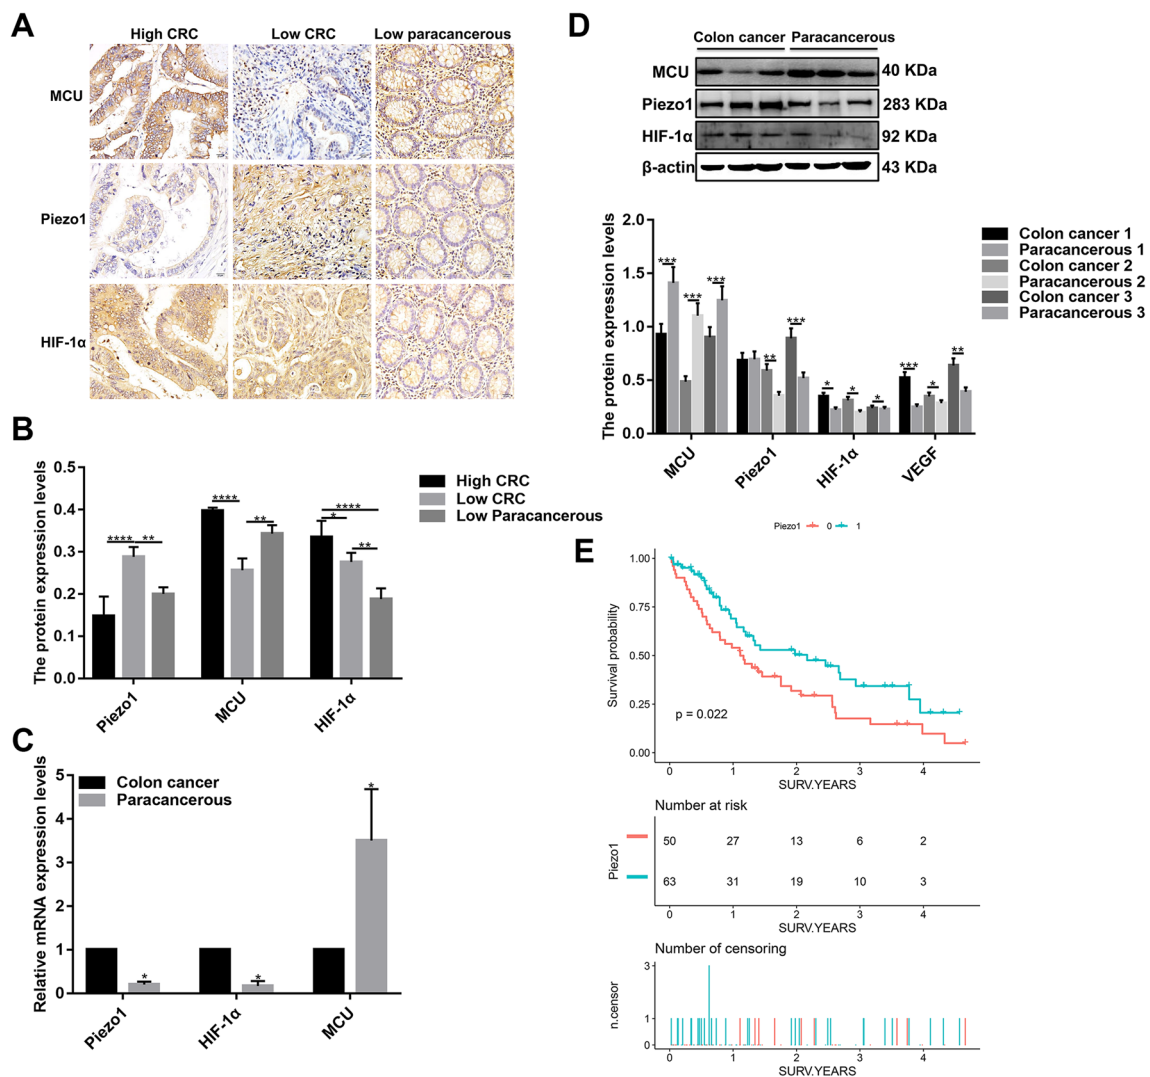 A
High CRC
Low CRC
Low paracancerous
MCU
Piezo1
HIF-1α
B
The protein expression levels
0.5
0.4
0.3
0.2
0.1
0.0
****
**
****
**
****
*
**
Piezo1
MCU
HIF-1α
High CRC
Low CRC
Low Paracancerous
C
Relative mRNA expression levels
5
4
3
2
1
0
Colon cancer
Paracancerous
*
*
*
Piezo1
HIF-1α
MCU
D
Colon cancer
Paracancerous
MCU
40 KDa
Piezo1
283 KDa
HIF-1α
92 KDa
β-actin
43 KDa
The protein expression levels
2.0
1.5
1.0
0.5
0.0
***
***
***
**
***
*
*
*
***
*
**
MCU
Piezo1
HIF-1α
VEGF
Colon cancer 1
Paracancerous 1
Colon cancer 2
Paracancerous 2
Colon cancer 3
Paracancerous 3
E
Piezo1 0 1
Survival probability
1.00
0.75
0.50
0.25
0.00
p = 0.022
0 1 2 3 4
SURV.YEARS
Number at risk
Piezo1
50 27 13 6 2
63 31 19 10 3
0 1 2 3 4
SURV.YEARS
Number of censoring
n.censor
3
1
0
0 1 2 3 4
SURV.YEARS